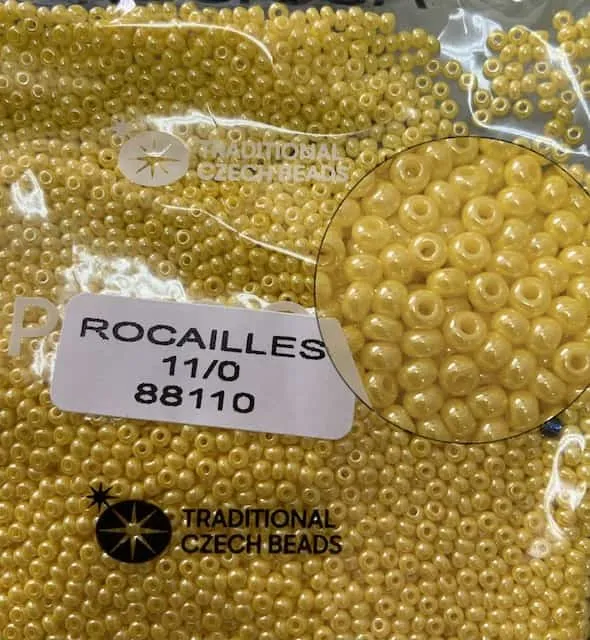 TRADITIONAL
CZECH BEADS
P
ROCAILLES
11/0
88110
TRADITIONAL
CZECH BEADS